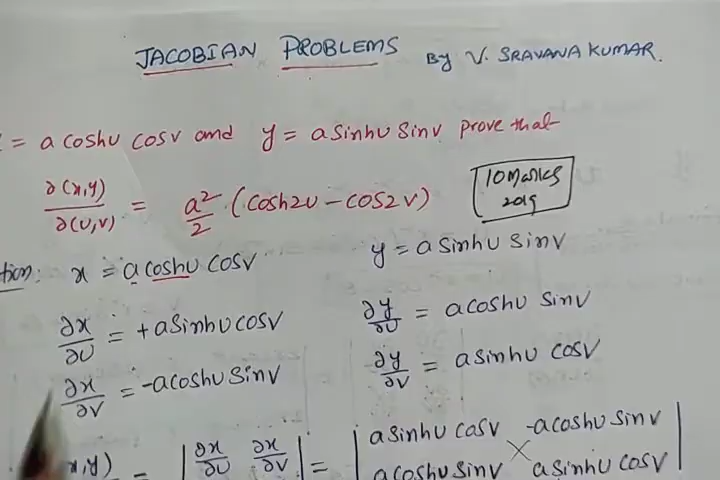 JACOBIAN PROBLEMS BY V. SRAVANA KUMAR.
= a coshu cosv and y = a sinhu sinv prove that
∂(x,y)/∂(u,v) = a²/2 (cosh2u - cos2v)
10 Marks
2019
tion: x = a coshu cosv
y = a sinhu sinv
∂x/∂u = +a sinhu cosv
∂y/∂u = a coshu sinv
∂x/∂v = -a coshu sinv
∂y/∂v = a sinhu cosv
x,y) = | ∂x/∂u ∂x/∂v | = | a sinhu cosv -a coshu sinv
a coshu sinv a sinhu cosv |